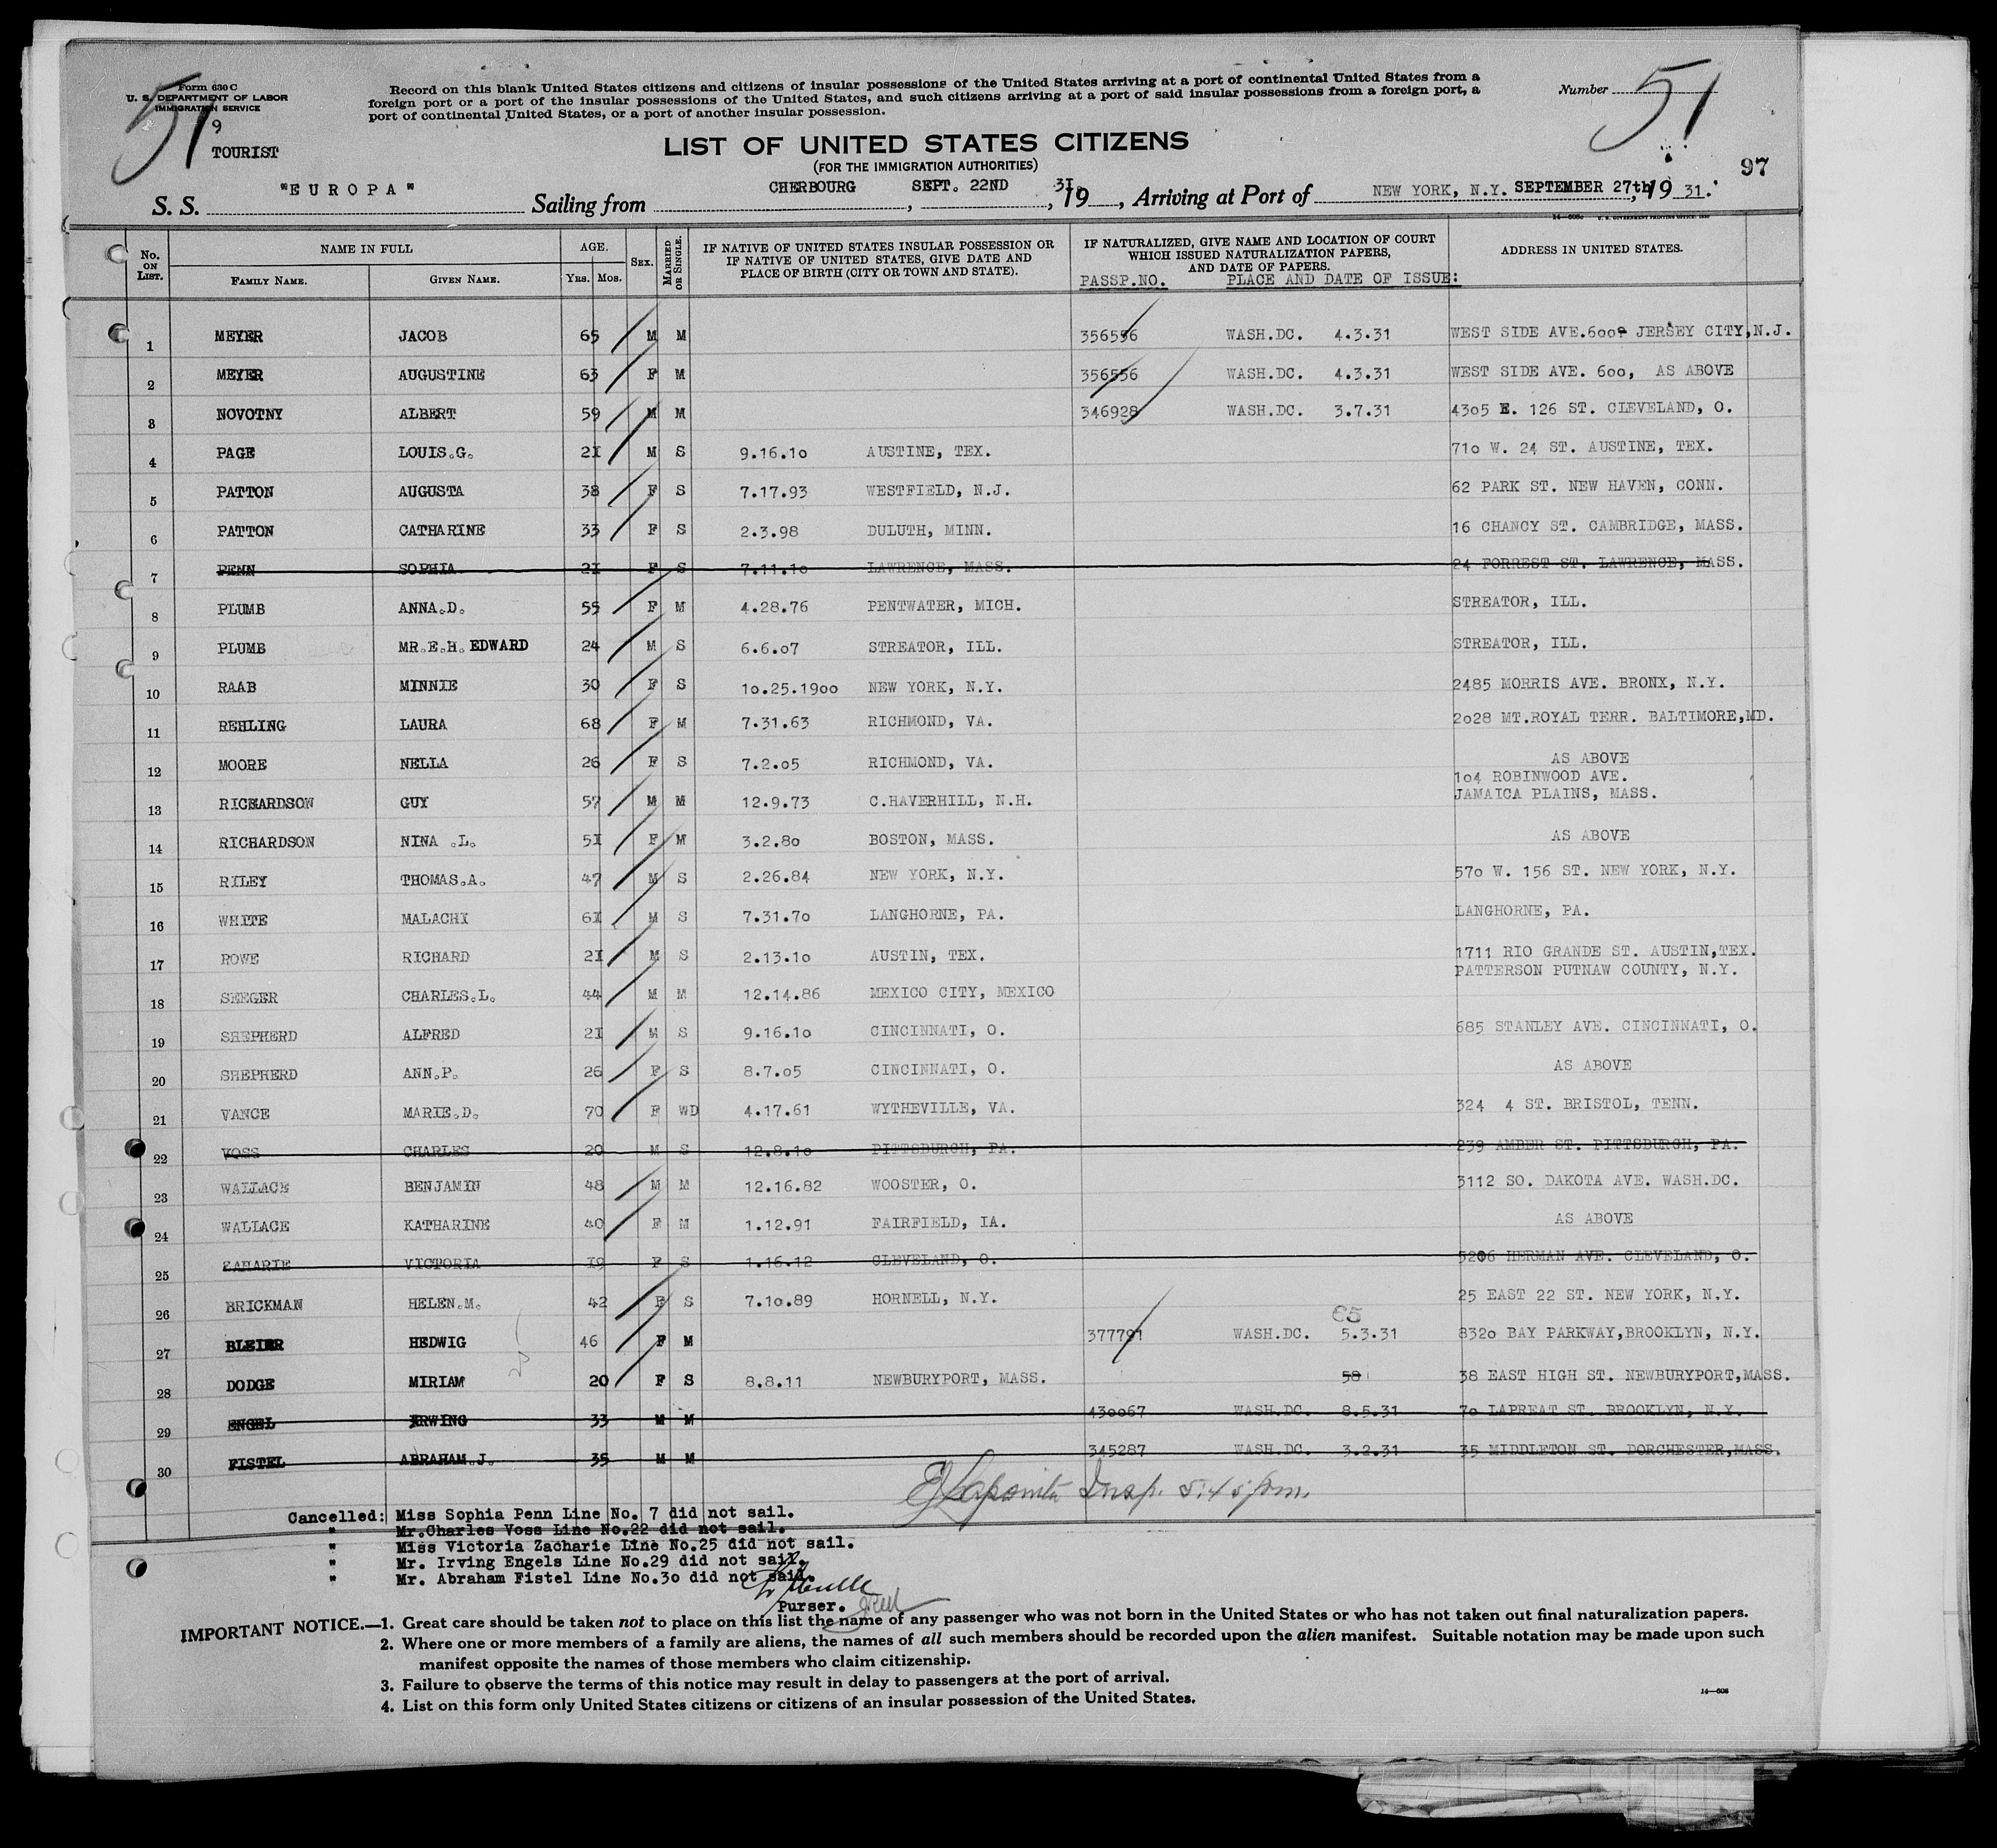 Form 630 C
U. S. DEPARTMENT OF LABOR
IMMIGRATION SERVICE
51
9
TOURIST
Record on this blank United States citizens and citizens of insular possessions of the United States arriving at a port of continental United States from a
foreign port or a port of the insular possessions of the United States, and such citizens arriving at a port of said insular possessions from a foreign port, a
port of continental United States, or a port of another insular possession.
Number 51
LIST OF UNITED STATES CITIZENS
(FOR THE IMMIGRATION AUTHORITIES)
97
S. S. "EUROPA" Sailing from CHERBOURG, SEPT. 22ND, 1931, Arriving at Port of NEW YORK, N.Y. SEPTEMBER 27th, 19 31.
No. ON LIST. NAME IN FULL FAMILY NAME. GIVEN NAME. AGE. YRS. MOS. SEX. MARRIED OR SINGLE. IF NATIVE OF UNITED STATES INSULAR POSSESSION OR IF NATIVE OF UNITED STATES, GIVE DATE AND PLACE OF BIRTH (CITY OR TOWN AND STATE). IF NATURALIZED, GIVE NAME AND LOCATION OF COURT WHICH ISSUED NATURALIZATION PAPERS, AND DATE OF PAPERS. ADDRESS IN UNITED STATES.
PASSP.NO. PLACE AND DATE OF ISSUE:
1 MEYER JACOB 65 M M 356556 WASH.DC. 4.3.31 WEST SIDE AVE.600 JERSEY CITY,N.J.
2 MEYER AUGUSTINE 63 F M 356556 WASH.DC. 4.3.31 WEST SIDE AVE. 600, AS ABOVE
3 NOVOTNY ALBERT 59 M M 346928 WASH.DC. 3.7.31 4305 E. 126 ST. CLEVELAND, O.
4 PAGE LOUIS.G. 21 M S 9.16.10 AUSTINE, TEX. 710 W. 24 ST. AUSTINE, TEX.
5 PATTON AUGUSTA 38 F S 7.17.93 WESTFIELD, N.J. 62 PARK ST. NEW HAVEN, CONN.
6 PATTON CATHARINE 33 F S 2.3.98 DULUTH, MINN. 16 CHANCY ST. CAMBRIDGE, MASS.
7 PENN SOPHIA 21 F S 7.11.10 LAWRENCE, MASS. 24 FORREST ST. LAWRENCE, MASS.
8 PLUMB ANNA.D. 55 F M 4.28.76 PENTWATER, MICH. STREATOR, ILL.
9 PLUMB MR.E.H. EDWARD 24 M S 6.6.07 STREATOR, ILL. STREATOR, ILL.
10 RAAB MINNIE 30 F S 10.25.1900 NEW YORK, N.Y. 2485 MORRIS AVE. BRONX, N.Y.
11 REHLING LAURA 68 F M 7.31.63 RICHMOND, VA. 2028 MT.ROYAL TERR. BALTIMORE,MD.
12 MOORE NELLA 26 F S 7.2.05 RICHMOND, VA. AS ABOVE
13 RICHARDSON GUY 57 M M 12.9.73 C.HAVERHILL, N.H. 104 ROBINWOOD AVE. JAMAICA PLAINS, MASS.
14 RICHARDSON NINA .L. 51 F M 3.2.80 BOSTON, MASS. AS ABOVE
15 RILEY THOMAS.A. 47 M S 2.26.84 NEW YORK, N.Y. 570 W. 156 ST. NEW YORK, N.Y.
16 WHITE MALACHI 61 M S 7.31.70 LANGHORNE, PA. LANGHORNE, PA.
17 ROWE RICHARD 21 M S 2.13.10 AUSTIN, TEX. 1711 RIO GRANDE ST. AUSTIN,TEX.
18 SEEGER CHARLES.L. 44 M M 12.14.86 MEXICO CITY, MEXICO PATTERSON PUTNAW COUNTY, N.Y.
19 SHEPHERD ALFRED 21 M S 9.16.10 CINCINNATI, O. 685 STANLEY AVE. CINCINNATI, O.
20 SHEPHERD ANN.P. 26 F S 8.7.05 CINCINNATI, O. AS ABOVE
21 VANCE MARIE.D. 70 F WD 4.17.61 WYTHEVILLE, VA. 324 4 ST. BRISTOL, TENN.
22 VOSS CHARLES 20 M S 12.8.10 PITTSBURGH, PA. 239 AMBER ST. PITTSBURGH, PA.
23 WALLACE BENJAMIN 48 M M 12.16.82 WOOSTER, O. 3112 SO. DAKOTA AVE. WASH.DC.
24 WALLACE KATHARINE 40 F M 1.12.91 FAIRFIELD, IA. AS ABOVE
25 ZAHARIE VICTORIA 19 F S 1.16.12 CLEVELAND, O. 5206 HERMAN AVE. CLEVELAND, O.
26 BRICKMAN HELEN.M. 42 F S 7.10.89 HORNELL, N.Y. 25 EAST 22 ST. NEW YORK, N.Y.
27 BLEIER HEDWIG 46 F M 377791 WASH.DC. 5.3.31 8320 BAY PARKWAY,BROOKLYN, N.Y.
28 DODGE MIRIAM 20 F S 8.8.11 NEWBURYPORT, MASS. 58 38 EAST HIGH ST. NEWBURYPORT,MASS.
29 ENGEL IRWING 33 M M 430067 WASH.DC. 8.5.31 70 LAPREAT ST. BROOKLYN, N.Y.
30 FISTEL ABRAHAM.J. 35 M M 345287 WASH.DC. 3.2.31 35 MIDDLETON ST. DORCHESTER,MASS.
Insp. 5:45 pm.
Cancelled: Miss Sophia Penn Line No. 7 did not sail.
" Mr.Charles Voss Line No.22 did not sail.
" Miss Victoria Zacharie Line No.25 did not sail.
" Mr. Irving Engels Line No.29 did not sail.
" Mr. Abraham Fistel Line No.30 did not sail.
Purser.
IMPORTANT NOTICE.—1. Great care should be taken not to place on this list the name of any passenger who was not born in the United States or who has not taken out final naturalization papers.
2. Where one or more members of a family are aliens, the names of all such members should be recorded upon the alien manifest. Suitable notation may be made upon such
manifest opposite the names of those members who claim citizenship.
3. Failure to observe the terms of this notice may result in delay to passengers at the port of arrival.
4. List on this form only United States citizens or citizens of an insular possession of the United States.
14—608